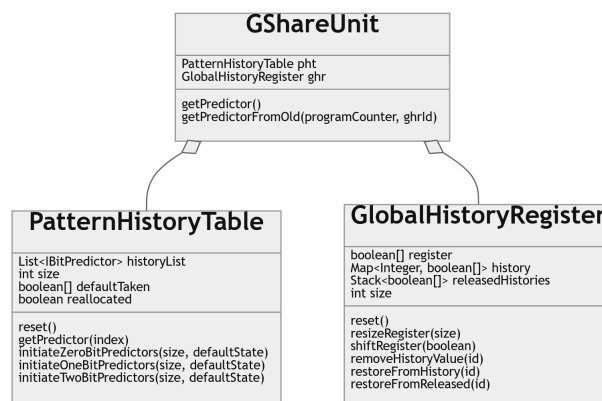 GShareUnit
PatternHistoryTable pht
GlobalHistoryRegister ghr
getPredictor()
getPredictorFromOld(programCounter, ghrId)
PatternHistoryTable
List<IBitPredictor> historyList
int size
boolean[] defaultTaken
boolean reallocated
reset()
getPredictor(index)
initiateZeroBitPredictors(size, defaultState)
initiateOneBitPredictors(size, defaultState)
initiateTwoBitPredictors(size, defaultState)
GlobalHistoryRegister
boolean[] register
Map<Integer, boolean[]> history
Stack<boolean[]> releasedHistories
int size
reset()
resizeRegister(size)
shiftRegister(boolean)
removeHistoryValue(id)
restoreFromHistory(id)
restoreFromReleased(id)